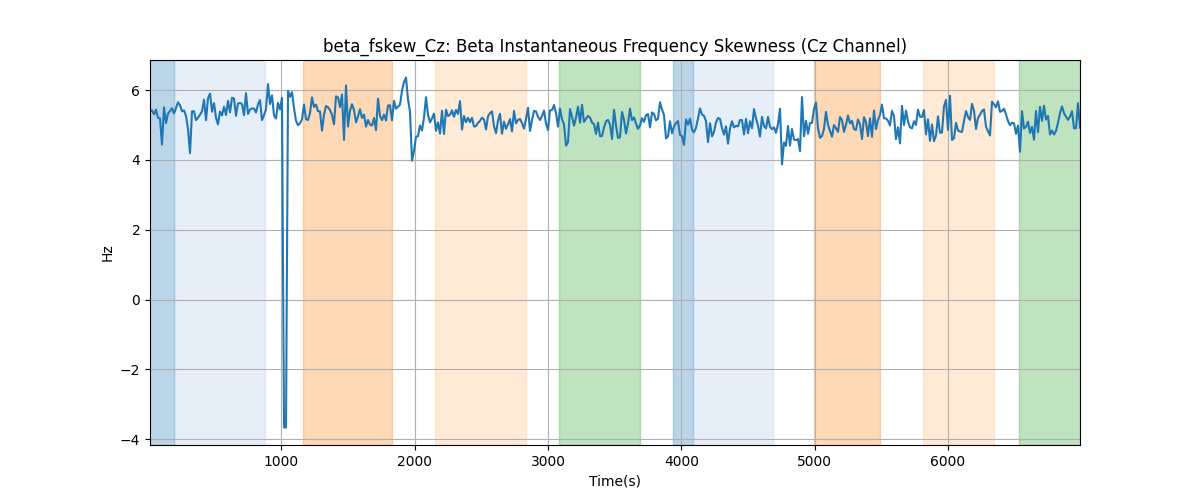 beta_fskew_Cz: Beta Instantaneous Frequency Skewness (Cz Channel)
6
4
2
0
−2
−4
Hz
1000 2000 3000 4000 5000 6000
Time(s)